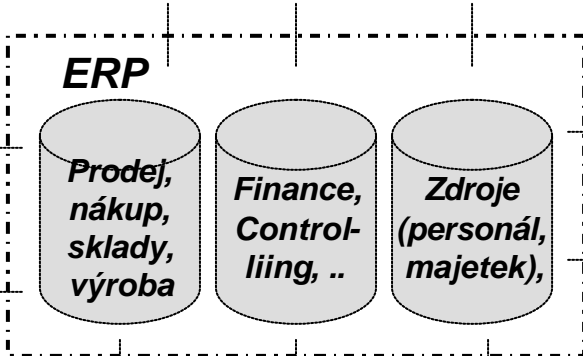 ERP
Prodej,
nákup,
sklady,
výroba
Finance,
Control-
liing, ..
Zdroje
(personál,
majetek),